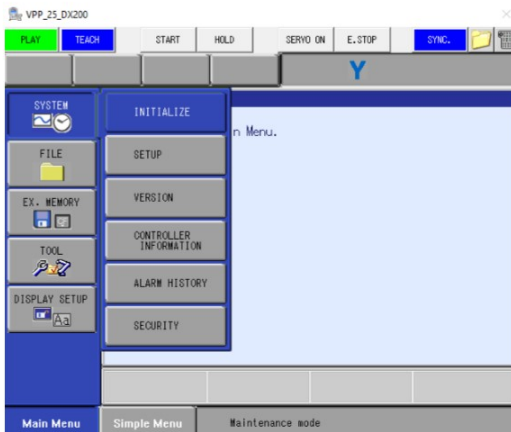 VPP_25_DX200
PLAY TEACH START HOLD SERVO ON E.STOP SYNC.
Y
SYSTEM
INITIALIZE
n Menu.
FILE
SETUP
EX. MEMORY
VERSION
TOOL
CONTROLLER
INFORMATION
DISPLAY SETUP
Aa
ALARM HISTORY
SECURITY
Main Menu Simple Menu Maintenance mode